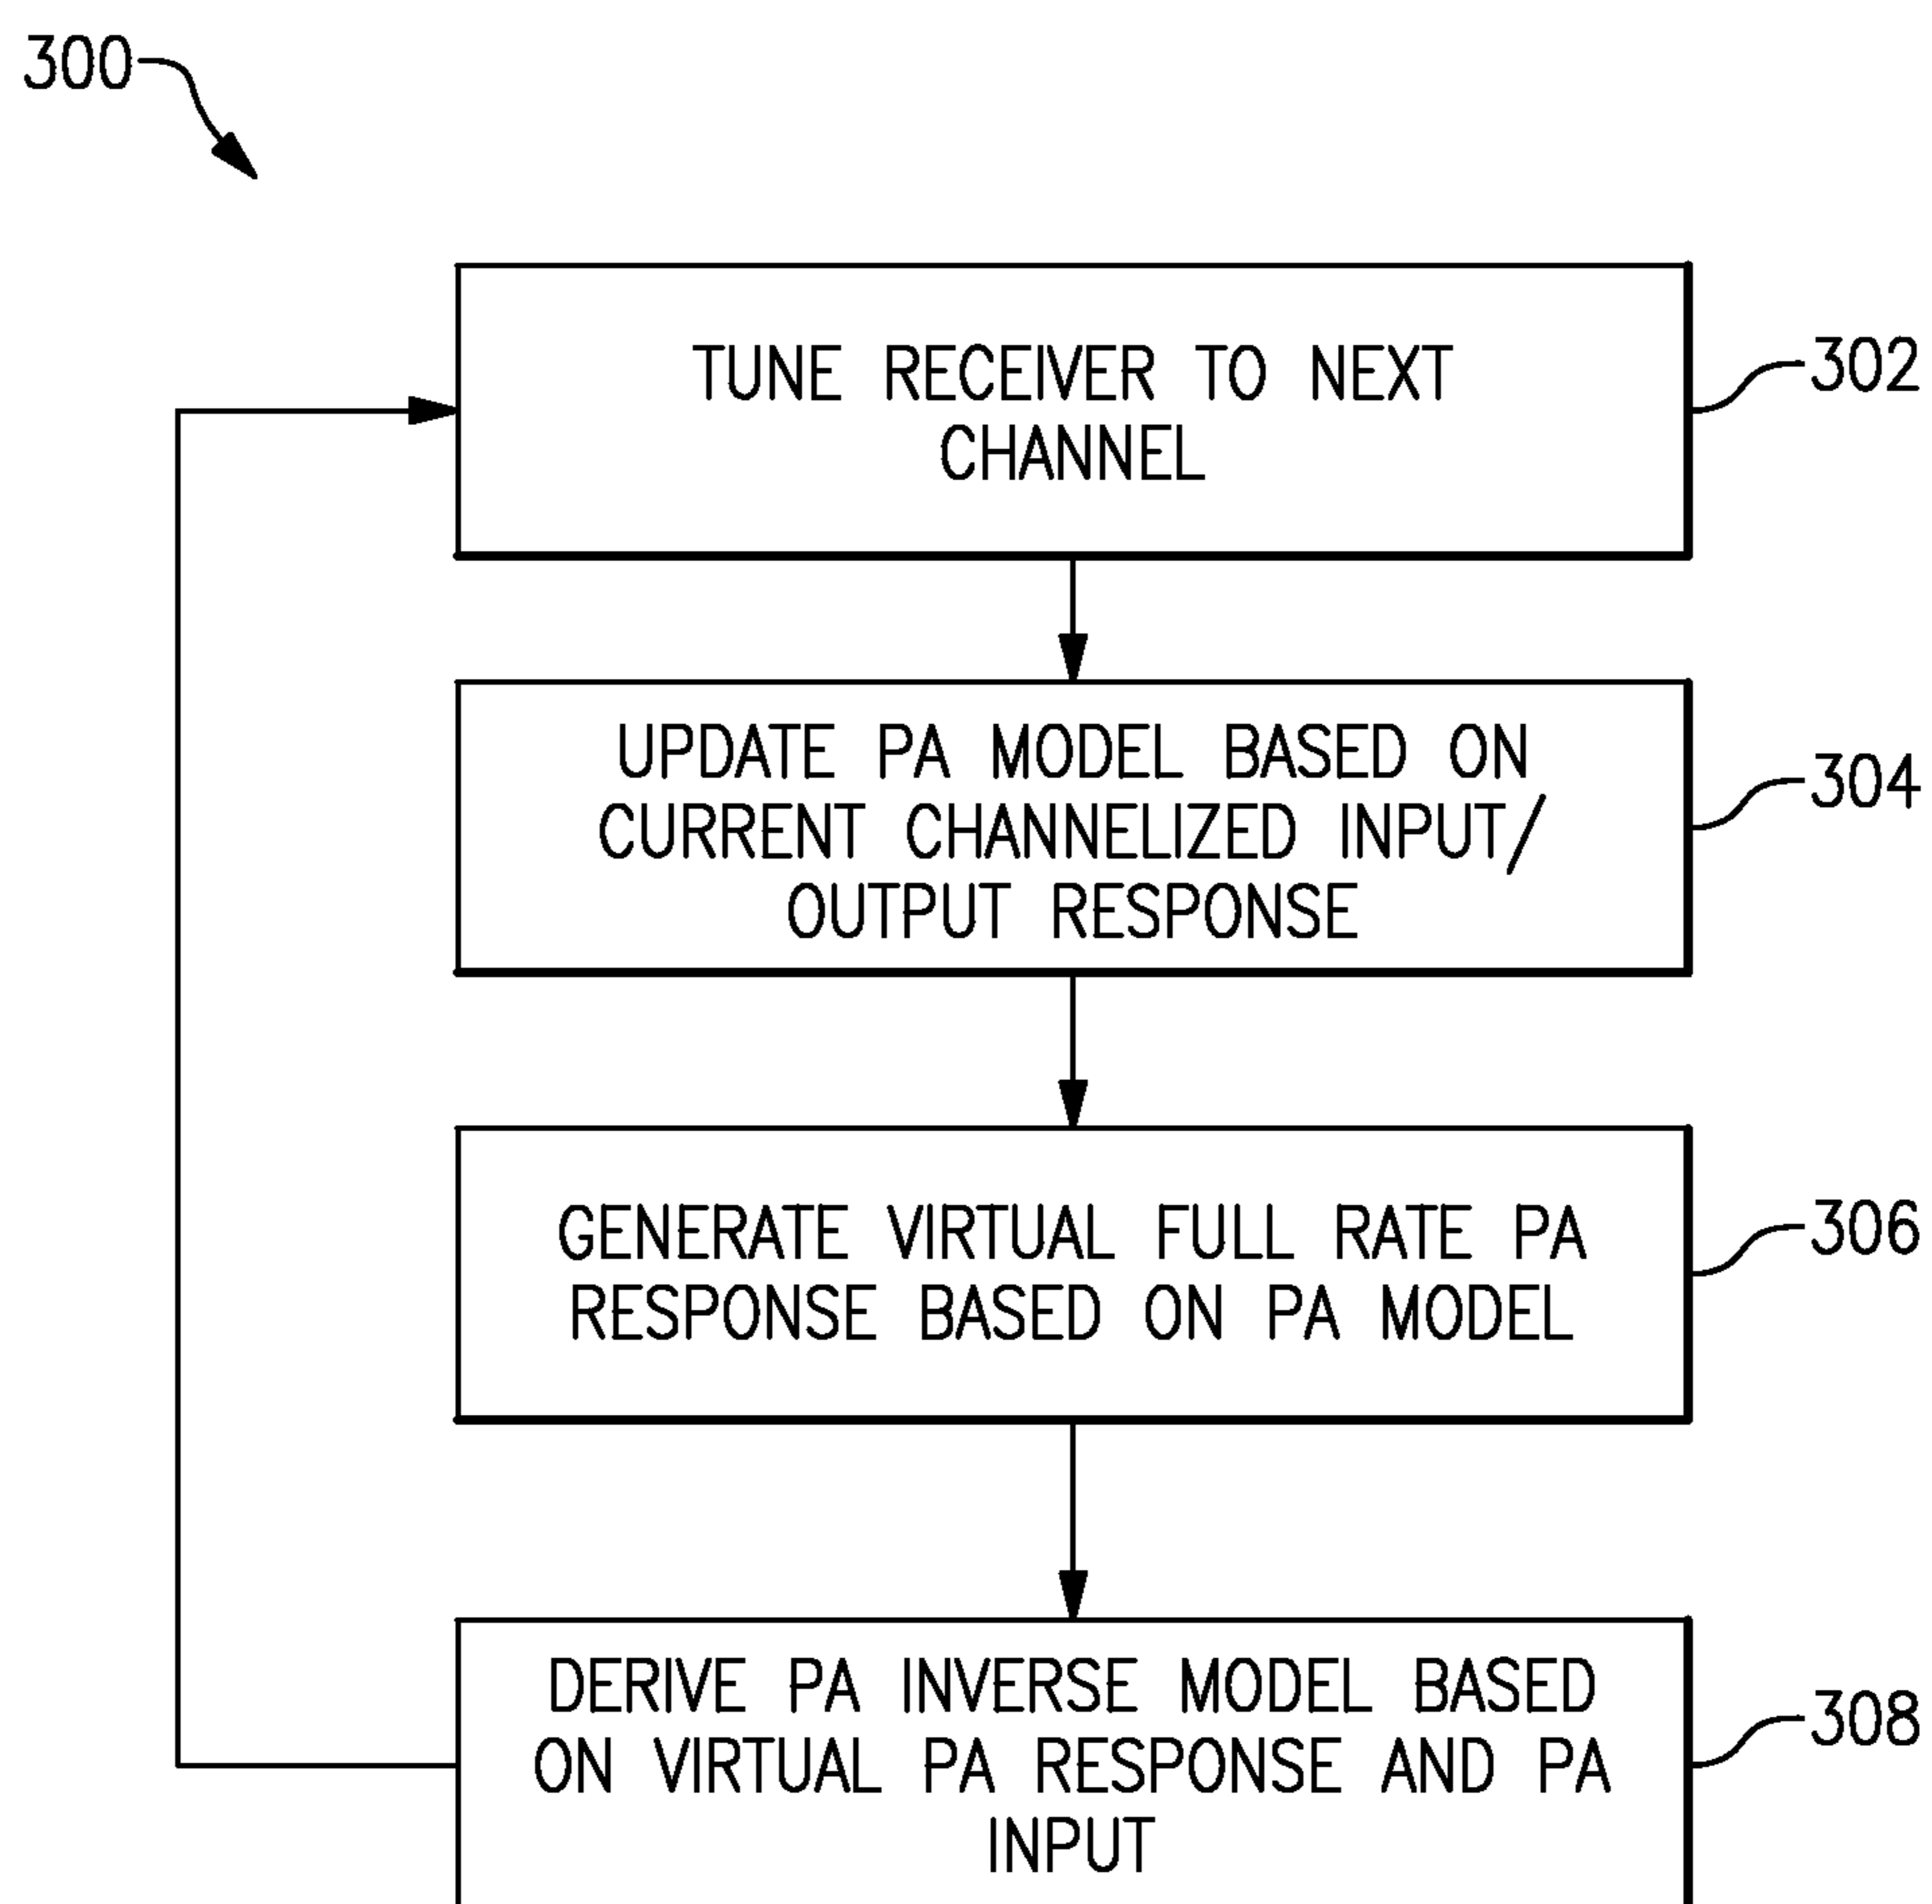 300
TUNE RECEIVER TO NEXT
CHANNEL
302
UPDATE PA MODEL BASED ON
CURRENT CHANNELIZED INPUT/
OUTPUT RESPONSE
304
GENERATE VIRTUAL FULL RATE PA
RESPONSE BASED ON PA MODEL
306
DERIVE PA INVERSE MODEL BASED
ON VIRTUAL PA RESPONSE AND PA
INPUT
308